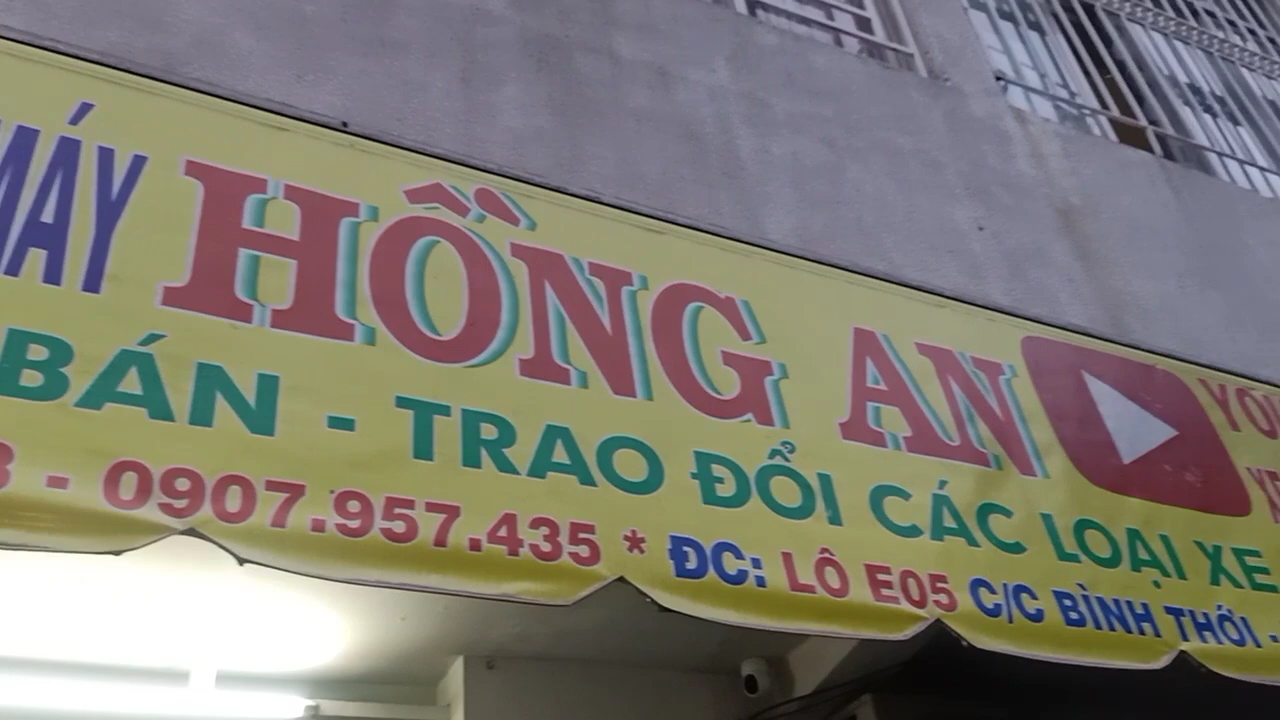 MÁY HỒNG AN
BÁN - TRAO ĐỔI CÁC LOẠI XE
- 0907.957.435 * ĐC: LÔ E05 C/C BÌNH THỚI -